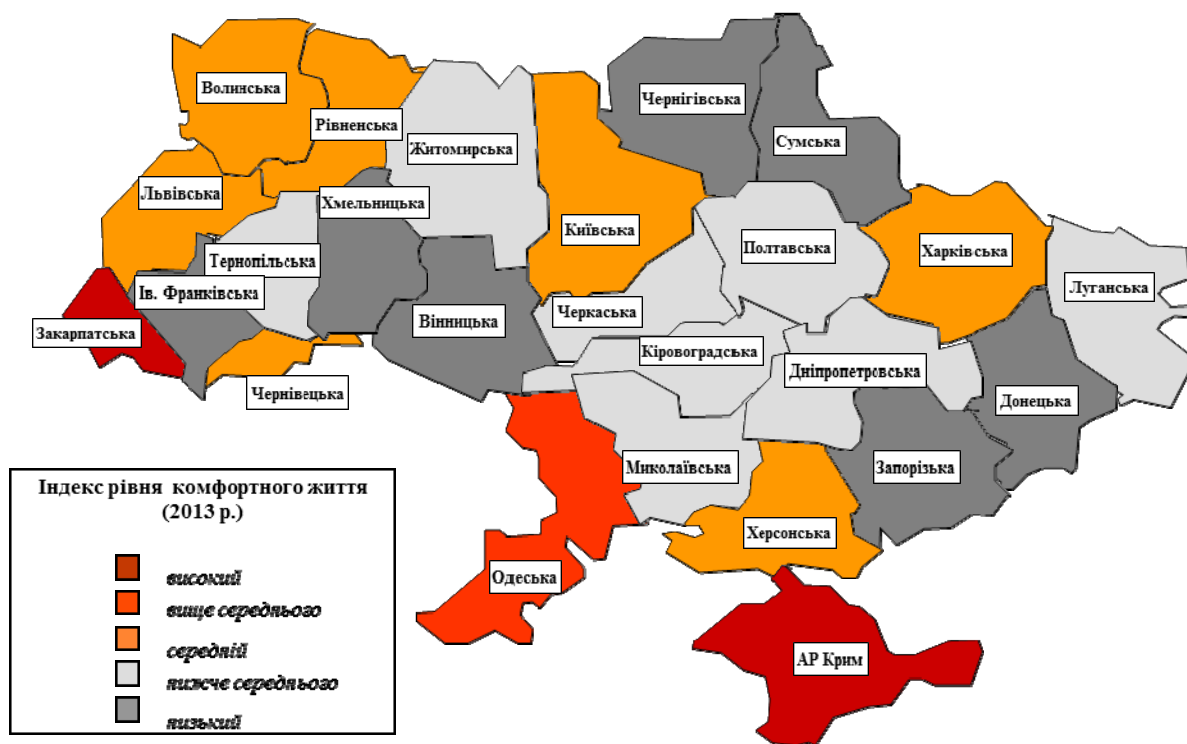 Волинська
Рівненська
Житомирська
Чернігівська
Сумська
Львівська
Хмельницька
Київська
Полтавська
Харківська
Тернопільська
Луганська
Ів. Франківська
Закарпатська
Вінницька
Черкаська
Кіровоградська
Дніпропетровська
Чернівецька
Донецька
Миколаївська
Запорізька
Херсонська
Одеська
АР Крим
Індекс рівня комфортного життя
(2013 р.)
високий
вище середнього
середній
нижче середнього
низький